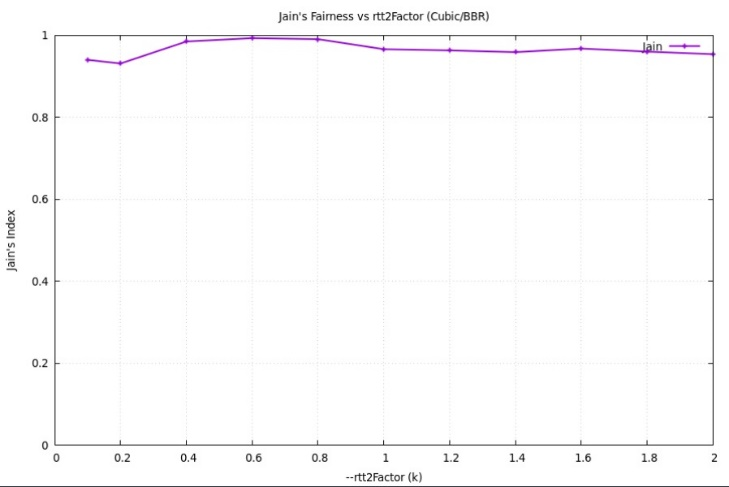 Jain's Fairness vs rtt2Factor (Cubic/BBR)
Jain
1
0.8
0.6
0.4
0.2
0
Jain's Index
0 0.2 0.4 0.6 0.8 1 1.2 1.4 1.6 1.8 2
--rtt2Factor (k)